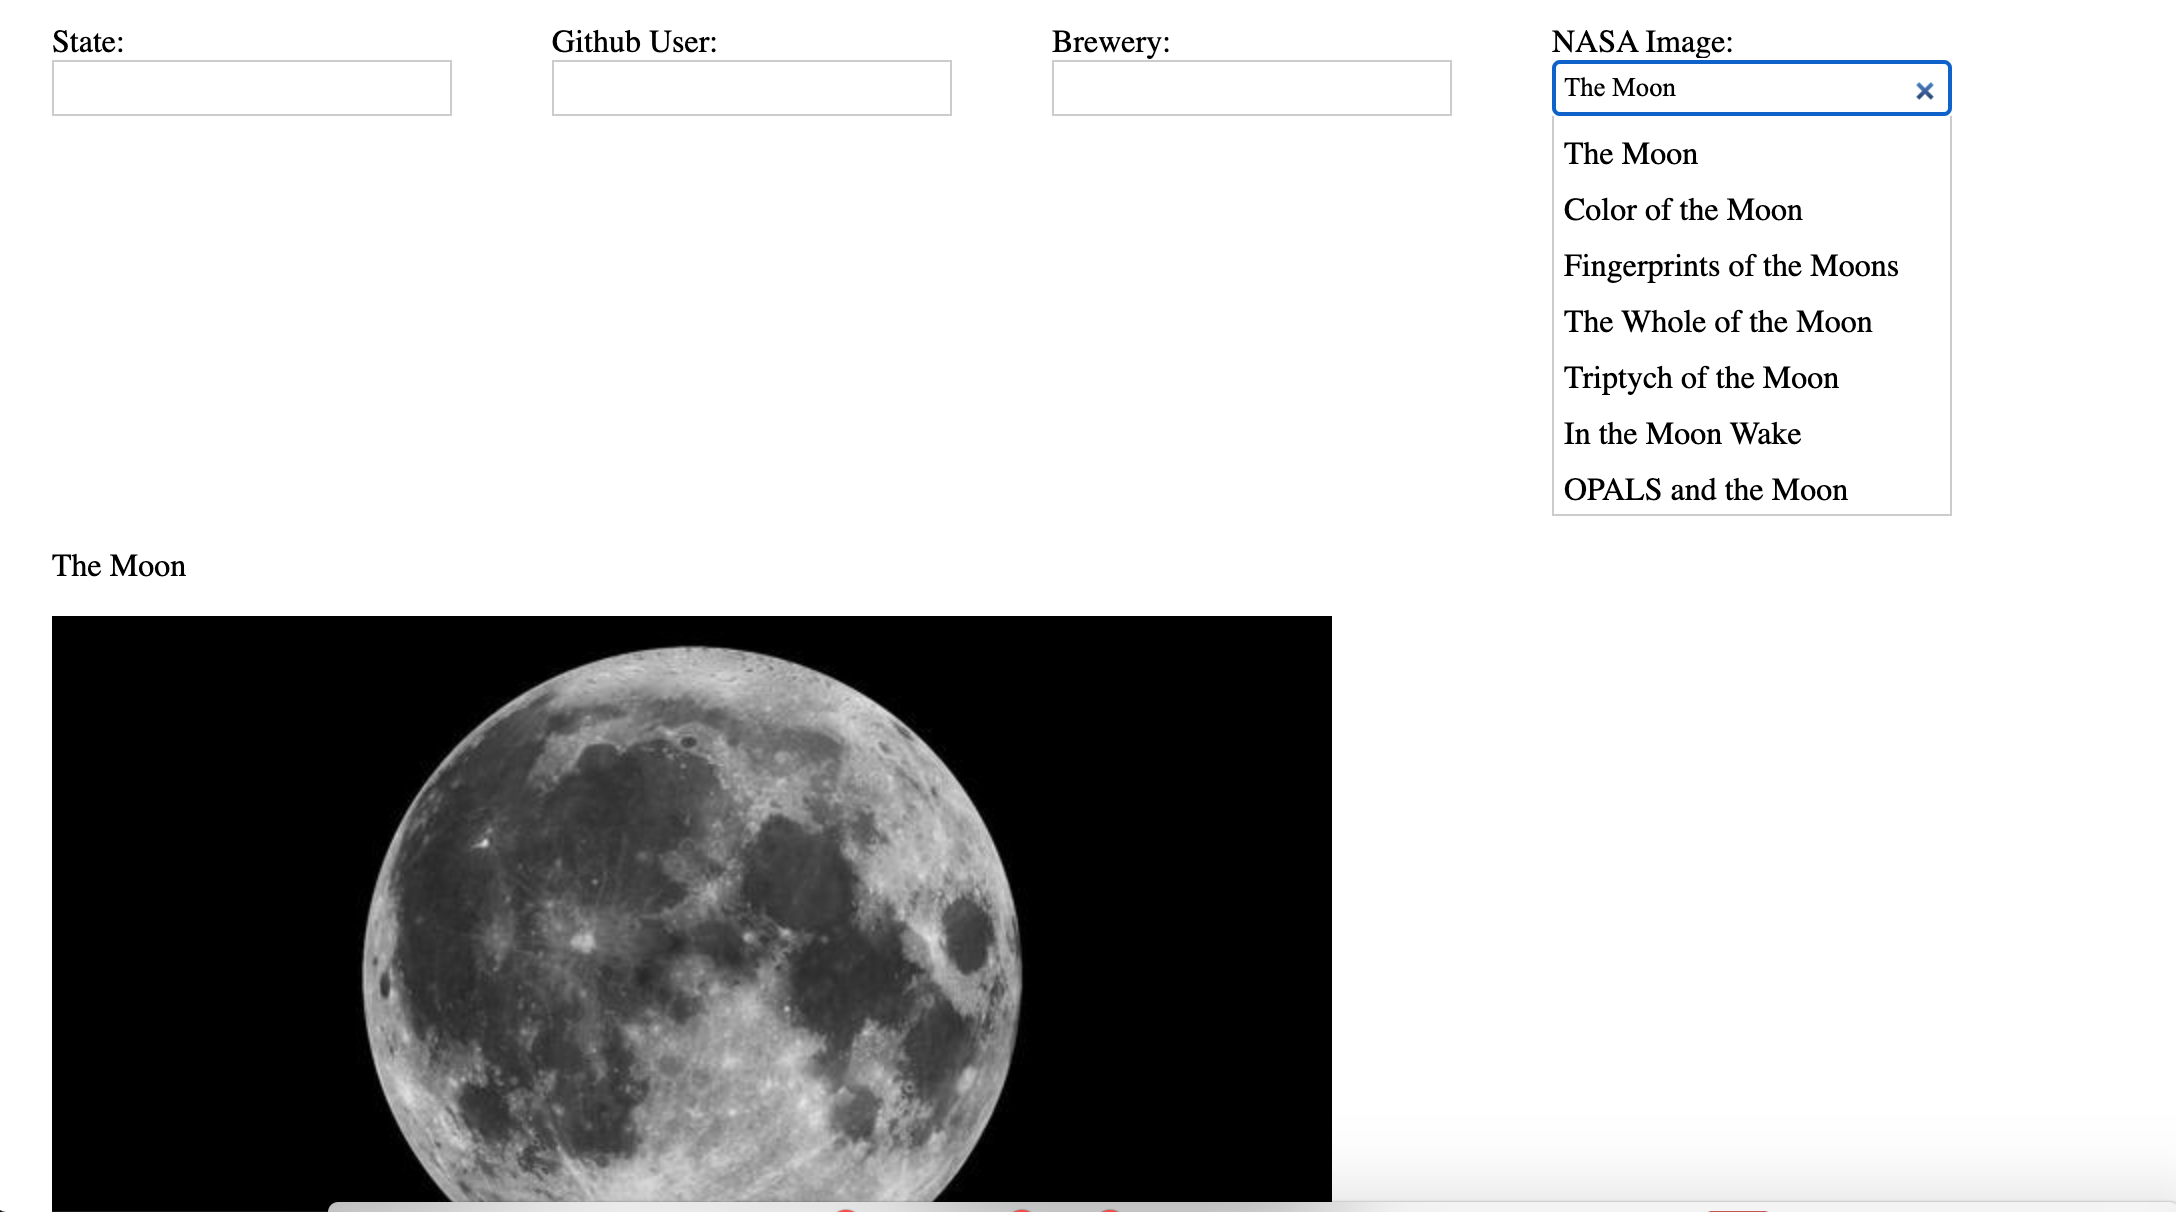 State:
Github User:
Brewery:
NASA Image:
The Moon
The Moon
Color of the Moon
Fingerprints of the Moons
The Whole of the Moon
Triptych of the Moon
In the Moon Wake
OPALS and the Moon
The Moon